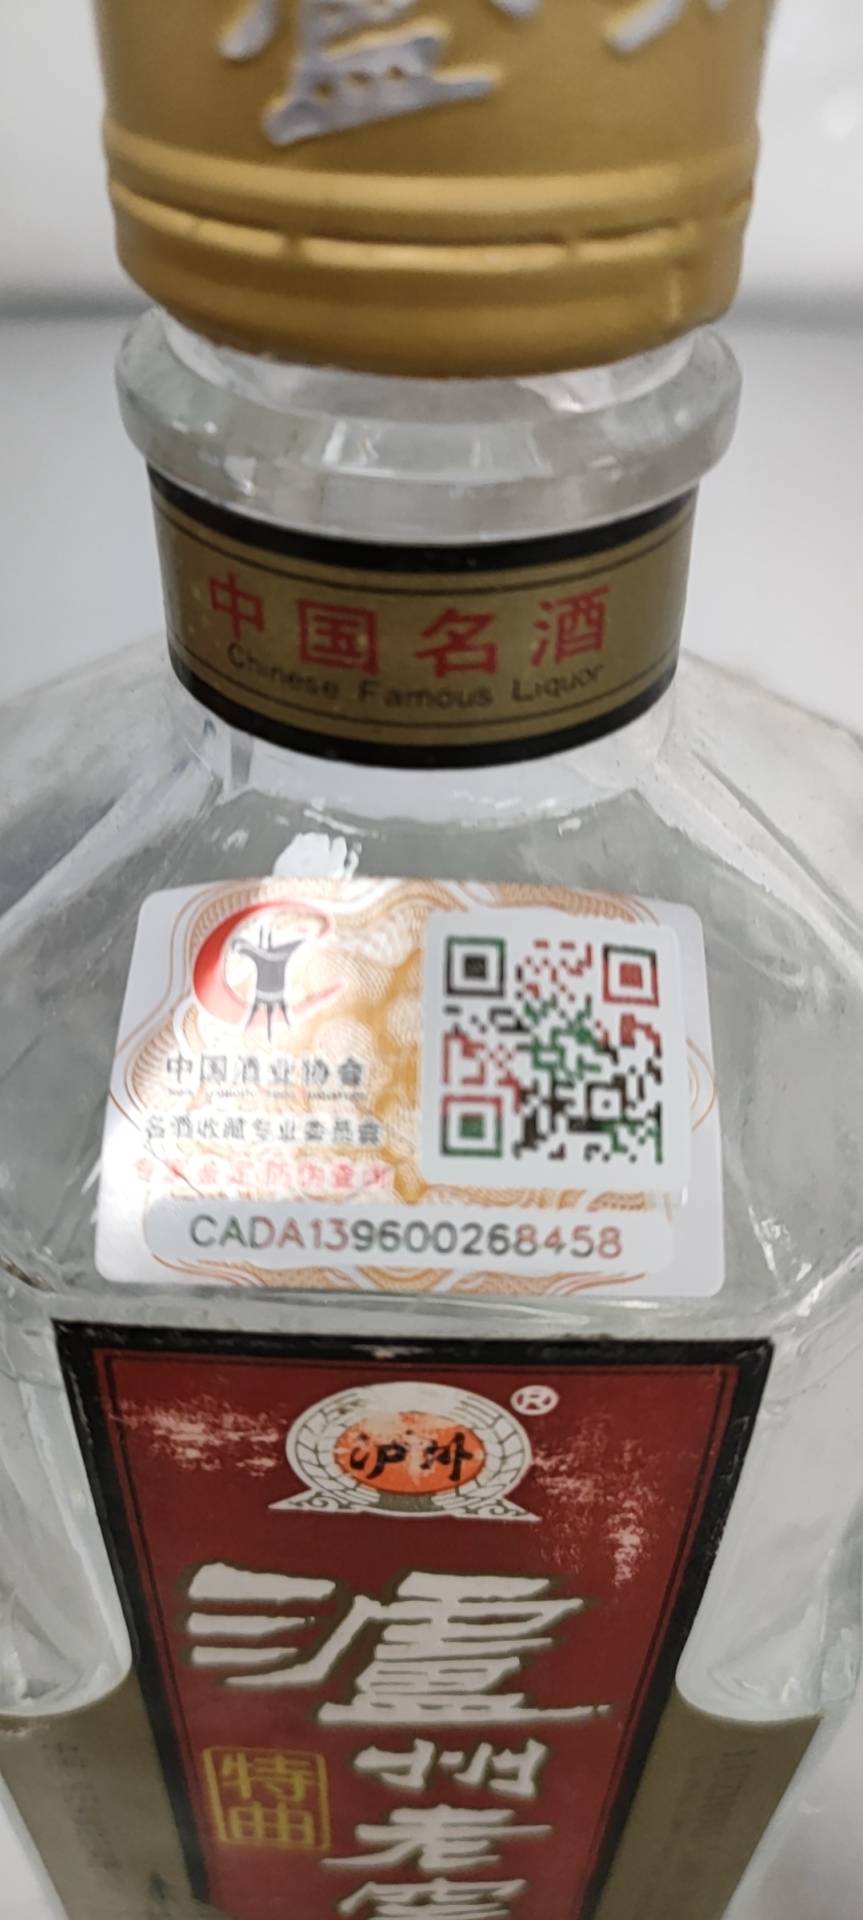 中国名酒
Chinese Famous Liquor
中国酒业协会
名酒收藏专业委员会
CADA1396000268458
泸州
®
泸州老窖
特曲